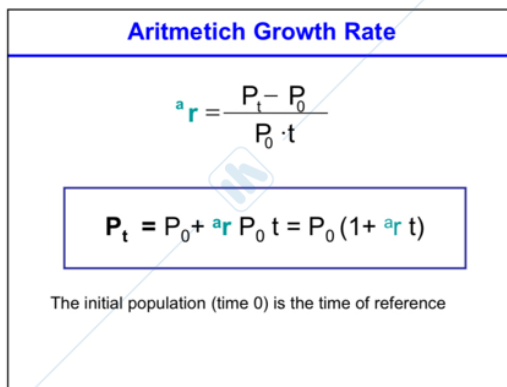 Aritmetich Growth Rate
ᵃr = (Pₜ – P₀) / (P₀ · t)
Pₜ = P₀ + ᵃr P₀ t = P₀ (1+ ᵃr t)
The initial population (time 0) is the time of reference